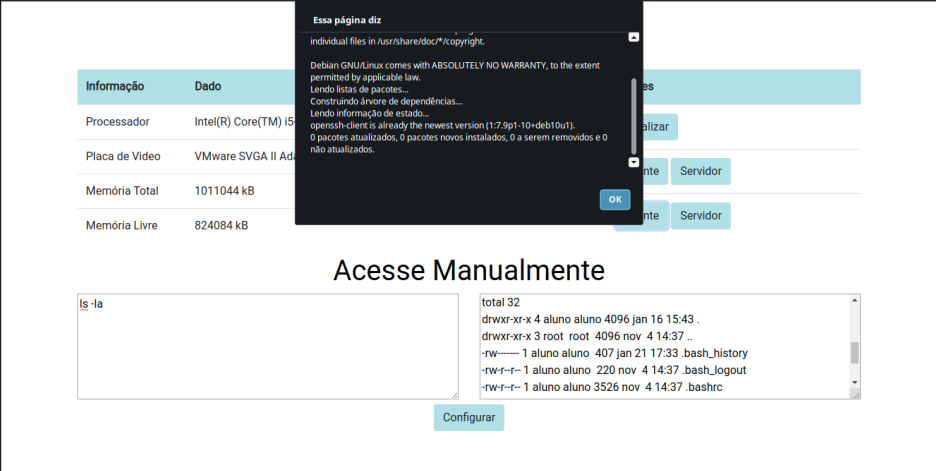 Essa página diz
individual files in /usr/share/doc/*/copyright.
Debian GNU/Linux comes with ABSOLUTELY NO WARRANTY, to the extent
permitted by applicable law.
Lendo listas de pacotes...
Construindo árvore de dependências...
Lendo informação de estado...
openssh-client is already the newest version (1:7.9p1-10+deb10u1).
0 pacotes atualizados, 0 pacotes novos instalados, 0 a serem removidos e 0
não atualizados.
OK
Informação Dado es
Processador Intel(R) Core(TM) i5- alizar
Placa de Video VMware SVGA II Ada nte Servidor
Memória Total 1011044 kB
Memória Livre 824084 kB nte Servidor
Acesse Manualmente
ls -la
total 32
drwxr-xr-x 4 aluno aluno 4096 jan 16 15:43 .
drwxr-xr-x 3 root root 4096 nov 4 14:37 ..
-rw------- 1 aluno aluno 407 jan 21 17:33 .bash_history
-rw-r--r-- 1 aluno aluno 220 nov 4 14:37 .bash_logout
-rw-r--r-- 1 aluno aluno 3526 nov 4 14:37 .bashrc
Configurar